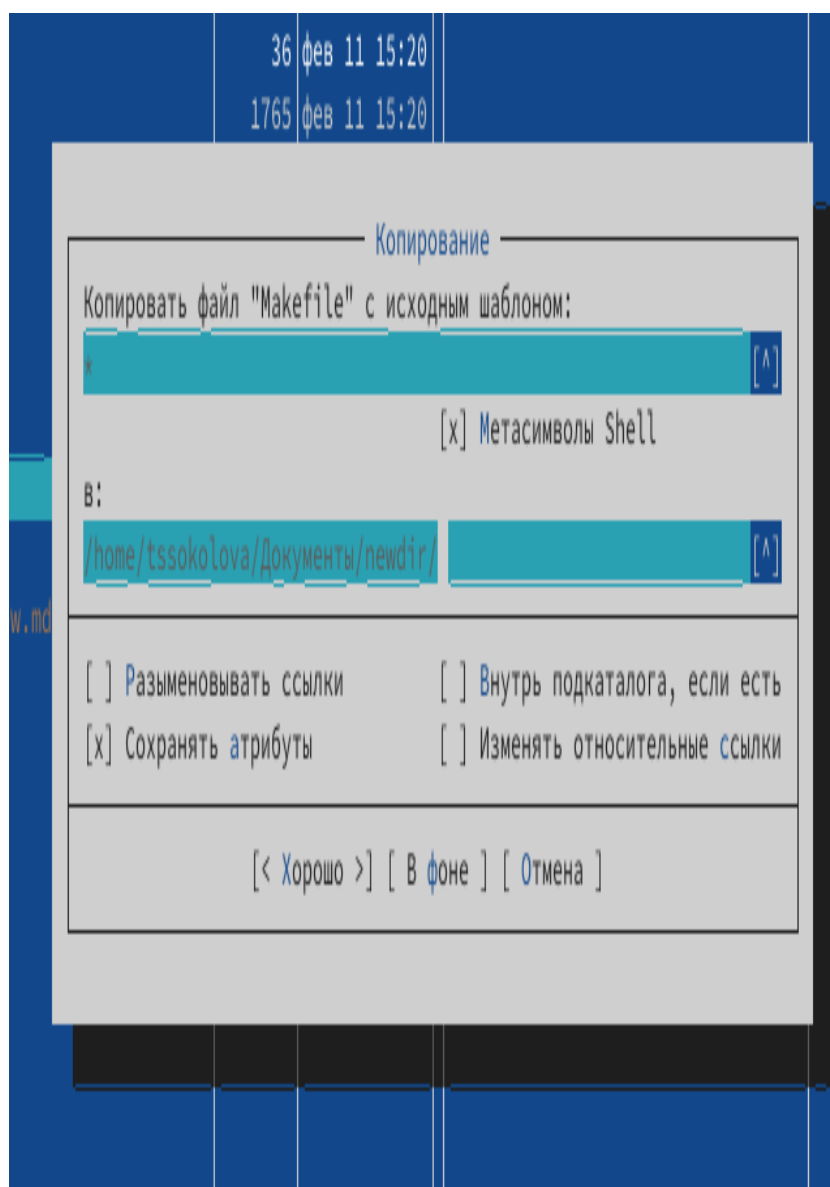 36 фев 11 15:20
1765 фев 11 15:20
Копирование
Копировать файл "Makefile" с исходным шаблоном:
* [^]
[x] Метасимволы Shell
в:
/home/tssokolova/Документы/newdir/ [^]
w.md
[ ] Разыменовывать ссылки [ ] Внутрь подкаталога, если есть
[x] Сохранять атрибуты [ ] Изменять относительные ссылки
[< Хорошо >] [ В фоне ] [ Отмена ]